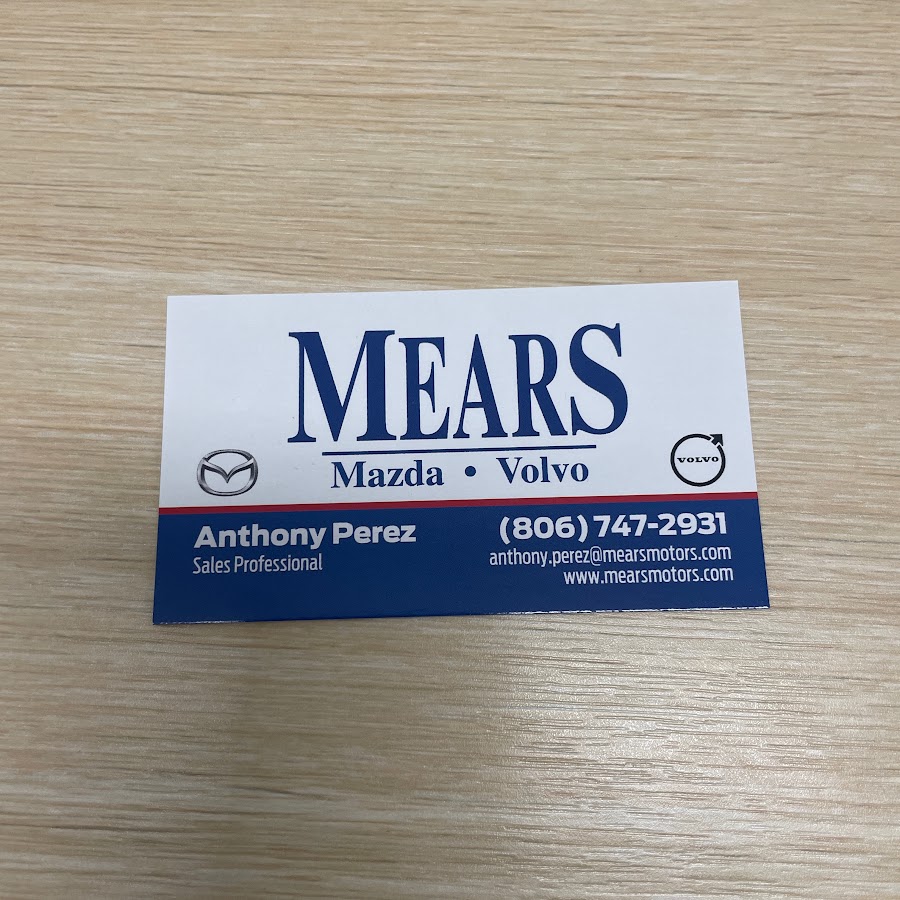 MEARS
Mazda • Volvo
VOLVO
Anthony Perez
Sales Professional
(806) 747-2931
anthony.perez@mearsmotors.com
www.mearsmotors.com